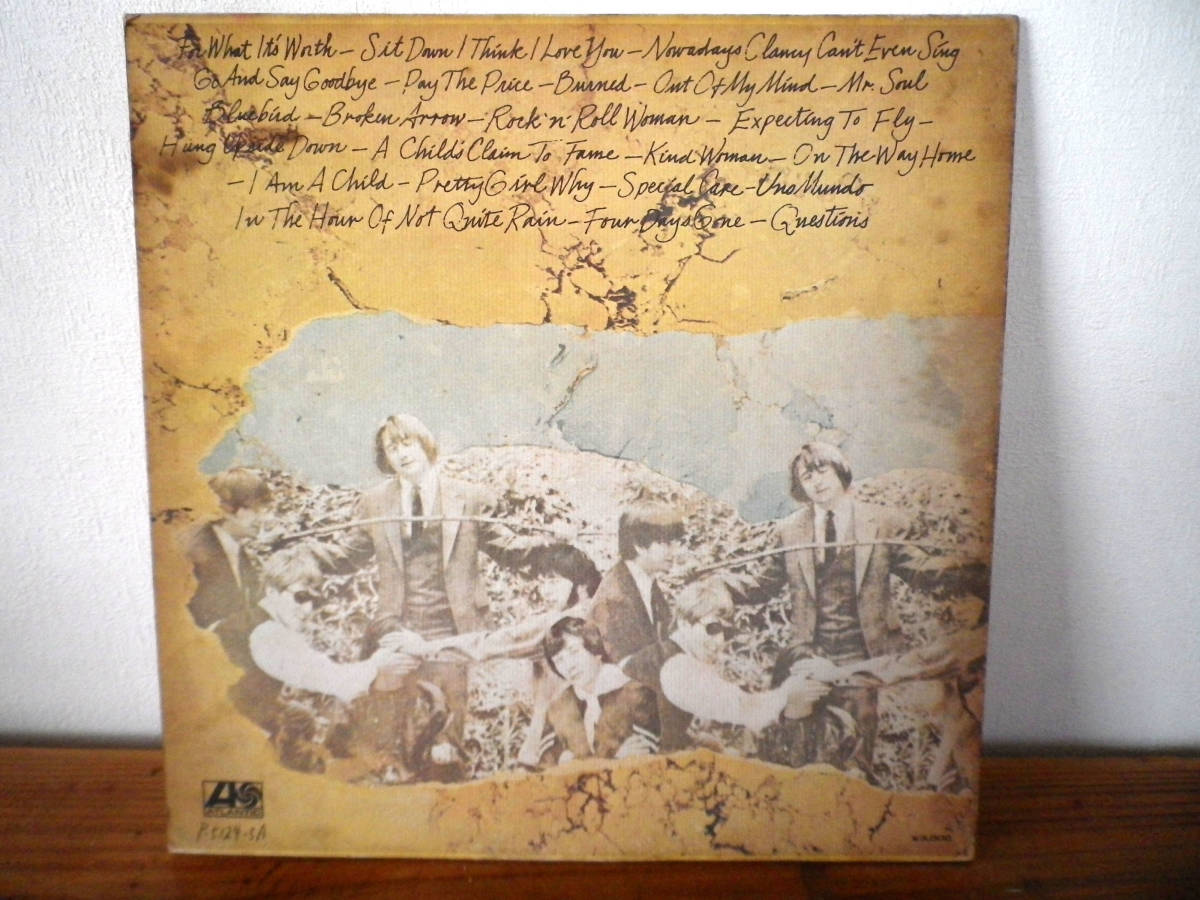 For What It's Worth – Sit Down I Think I Love You – Nowadays Clancy Can't Even Sing
Go And Say Goodbye – Pay The Price – Burned – Out Of My Mind – Mr. Soul
Bluebird – Broken Arrow – Rock 'n' Roll Woman – Expecting To Fly –
Hung Upside Down – A Child's Claim To Fame – Kind Woman – On The Way Home
– I Am A Child – Pretty Girl Why – Special Care – Uno Mundo
In The Hour Of Not Quite Rain – Four Days Gone – Questions
ATLANTIC
P-5029-3A